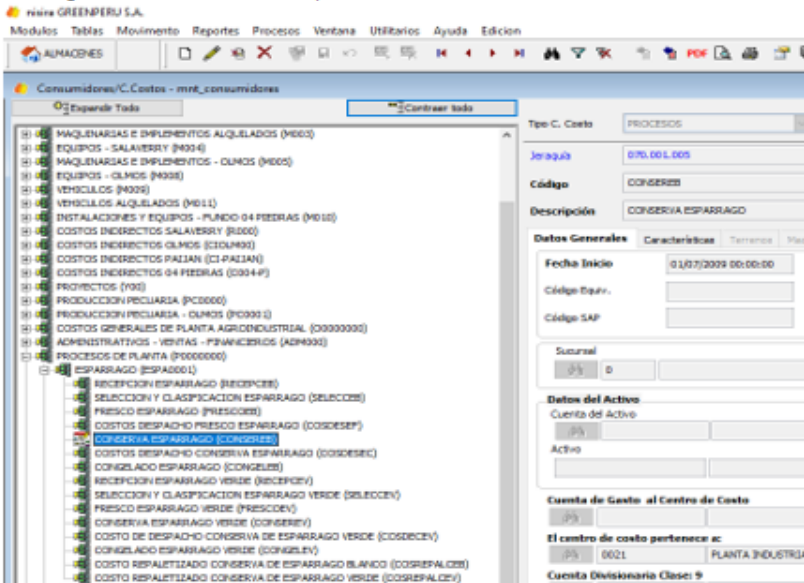 nisira GREENPERU S.A.
Modulos Tablas Movimento Reportes Procesos Ventana Utilitarios Ayuda Edicion
ALMACENES
PDF
Consumidores/C.Costos - mnt_consumidores
Expandir Todo
Contraer todo
MAQUINARIAS E IMPLEMENTOS ALQUILADOS (M003)
EQUIPOS - SALAVERRY (M004)
MAQUINARIAS E IMPLEMENTOS - OLMOS (M005)
EQUIPOS - OLMOS (M008)
VEHICULOS (M009)
VEHICULOS ALQUILADOS (M011)
INSTALACIONES Y EQUIPOS - FUNDO 04 PIEDRAS (M010)
COSTOS INDIRECTOS SALAVERRY (R000)
COSTOS INDIRECTOS OLMOS (CIOLM00)
COSTOS INDIRECTOS PAIJAN (CI-PAIJAN)
COSTOS INDIRECTOS 04 PIEDRAS (C004-P)
PROYECTOS (Y00)
PRODUCCION PECUARIA (PC0000)
PRODUCCION PECUARIA - OLMOS (PC0001)
COSTOS GENERALES DE PLANTA AGROINDUSTRIAL (O0000000)
ADMINISTRATIVOS - VENTAS - FINANCIEROS (ADM000)
PROCESOS DE PLANTA (P0000000)
ESPARRAGO (ESPA0001)
RECEPCION ESPARRAGO (RECEPCEB)
SELECCION Y CLASIFICACION ESPARRAGO (SELECCEB)
FRESCO ESPARRAGO (FRESCOEB)
COSTOS DESPACHO FRESCO ESPARRAGO (COSDESEF)
CONSERVA ESPARRAGO (CONSEREB)
COSTOS DESPACHO CONSERVA ESPARRAGO (COSDESEC)
CONGELADO ESPARRAGO (CONGELEB)
RECEPCION ESPARRAGO VERDE (RECEPCEV)
SELECCION Y CLASIFICACION ESPARRAGO VERDE (SELECCEV)
FRESCO ESPARRAGO VERDE (FRESCOEV)
CONSERVA ESPARRAGO VERDE (CONSEREV)
COSTO DE DESPACHO CONSERVA DE ESPARRAGO VERDE (COSDECEV)
CONGELADO ESPARRAGO VERDE (CONGELEV)
COSTO REPALETIZADO CONSERVA DE ESPARRAGO BLANCO (COSREPALCEB)
COSTO REPALETIZADO CONSERVA DE ESPARRAGO VERDE (COSREPALCEV)
Tipo C. Costo PROCESOS
Jeraquía 070.001.005
Código CONSEREB
Descripción CONSERVA ESPARRAGO
Datos Generales Características Terrenos
Fecha Inicio 01/07/2009 00:00:00
Código Equiv.
Código SAP
Sucursal
0
Datos del Activo
Cuenta del Activo
Activo
Cuenta de Gasto al Centro de Costo
El centro de costo pertenece a:
0021 PLANTA INDUSTRIA
Cuenta Divisionaria Clase: 9